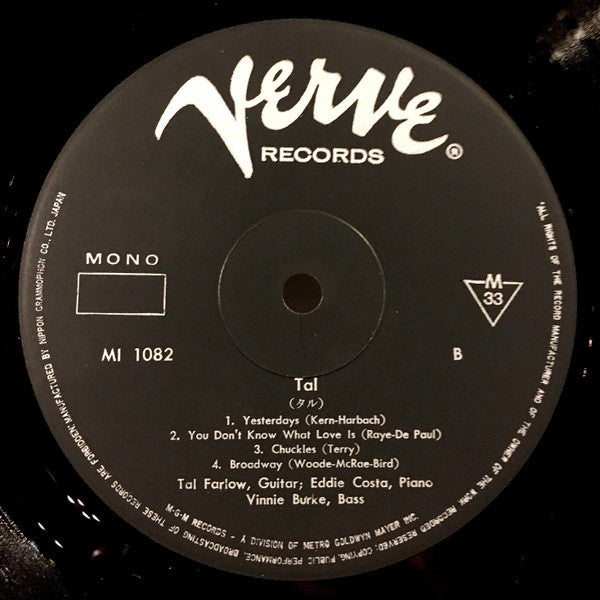 Verve
RECORDS ®
MONO
MI 1082
M
33
B
Tal
(タル)
1. Yesterdays (Kern-Harbach)
2. You Don't Know What Love Is (Raye-De Paul)
3. Chuckles (Terry)
4. Broadway (Woode-McRae-Bird)
Tal Farlow, Guitar; Eddie Costa, Piano
Vinnie Burke, Bass
M-G-M RECORDS - A DIVISION OF METRO GOLDWYN MAYER INC.
"ALL RIGHTS OF THE RECORD MANUFACTURER AND OF THE OWNER OF THE WORK RECORDED RESERVED; COPYING, PUBLIC PERFORMANCE, BROADCASTING OF THESE RECORDS ARE FORBIDDEN; MANUFACTURED BY NIPPON GRAMMOPHON CO., LTD. JAPAN